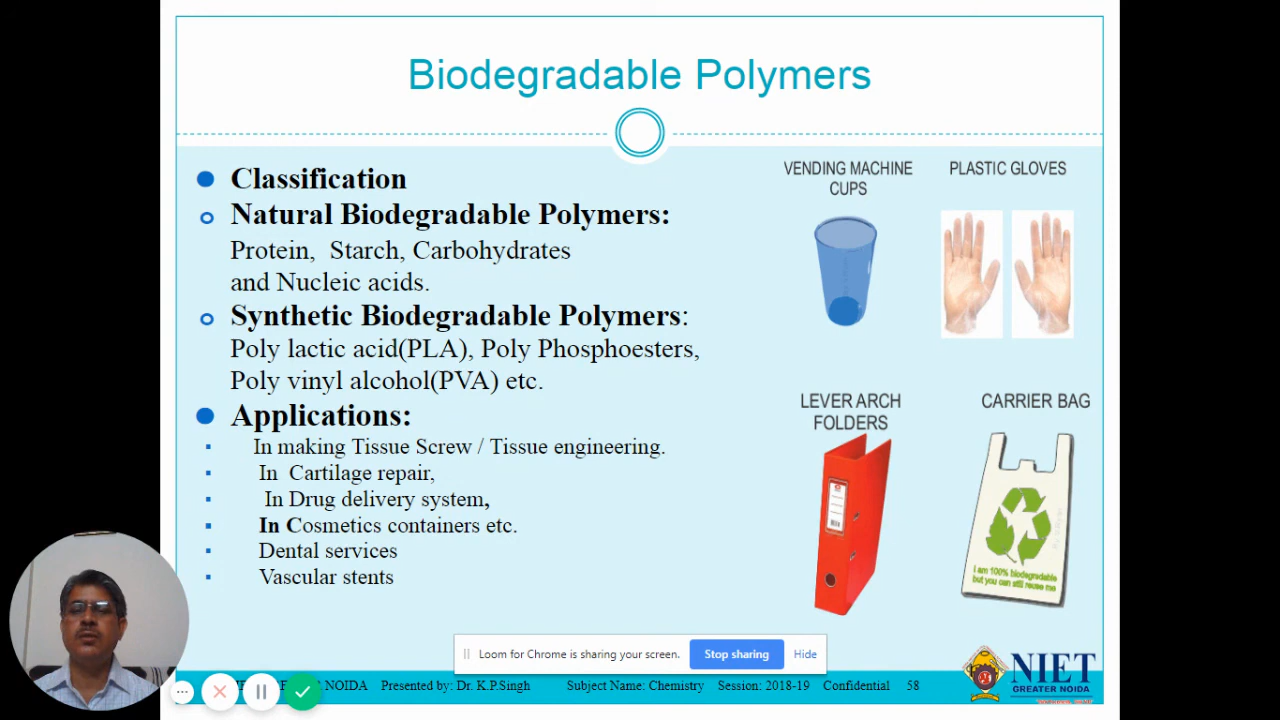 Biodegradable Polymers
Classification
Natural Biodegradable Polymers:
Protein, Starch, Carbohydrates
and Nucleic acids.
Synthetic Biodegradable Polymers:
Poly lactic acid(PLA), Poly Phosphoesters,
Poly vinyl alcohol(PVA) etc.
Applications:
In making Tissue Screw / Tissue engineering.
In Cartilage repair,
In Drug delivery system,
In Cosmetics containers etc.
Dental services
Vascular stents
VENDING MACHINE
CUPS
PLASTIC GLOVES
LEVER ARCH
FOLDERS
CARRIER BAG
I am 100% biodegradable
but you can still reuse me
Loom for Chrome is sharing your screen.
Stop sharing
Hide
NOIDA Presented by: Dr. K.P.Singh Subject Name: Chemistry Session: 2018-19 Confidential 58
NIET
GREATER NOIDA